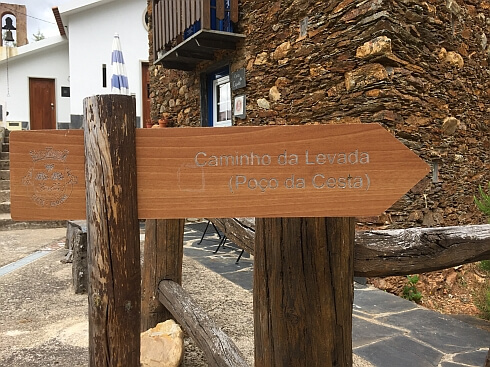 Caminho da Levada
(Poço da Cesta)